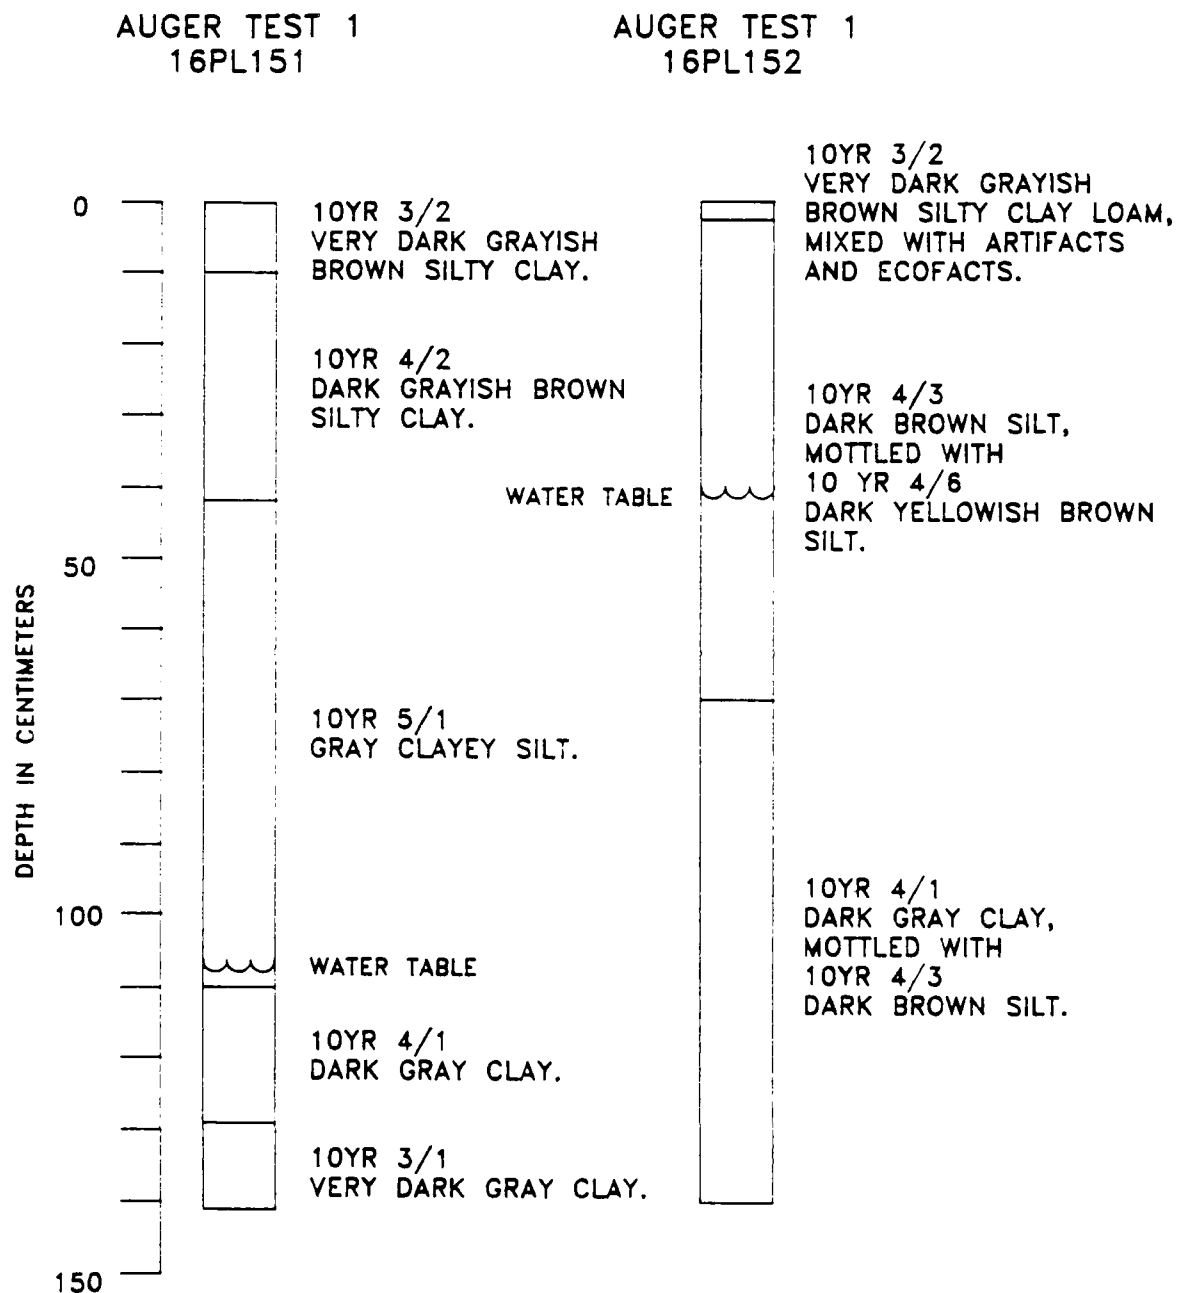 AUGER TEST 1
16PL151
AUGER TEST 1
16PL152
DEPTH IN CENTIMETERS
0
50
100
150
10YR 3/2
VERY DARK GRAYISH
BROWN SILTY CLAY.
10YR 4/2
DARK GRAYISH BROWN
SILTY CLAY.
10YR 5/1
GRAY CLAYEY SILT.
WATER TABLE
10YR 4/1
DARK GRAY CLAY.
10YR 3/1
VERY DARK GRAY CLAY.
10YR 3/2
VERY DARK GRAYISH
BROWN SILTY CLAY LOAM,
MIXED WITH ARTIFACTS
AND ECOFACTS.
10YR 4/3
DARK BROWN SILT,
MOTTLED WITH
10 YR 4/6
DARK YELLOWISH BROWN
SILT.
WATER TABLE
10YR 4/1
DARK GRAY CLAY,
MOTTLED WITH
10YR 4/3
DARK BROWN SILT.